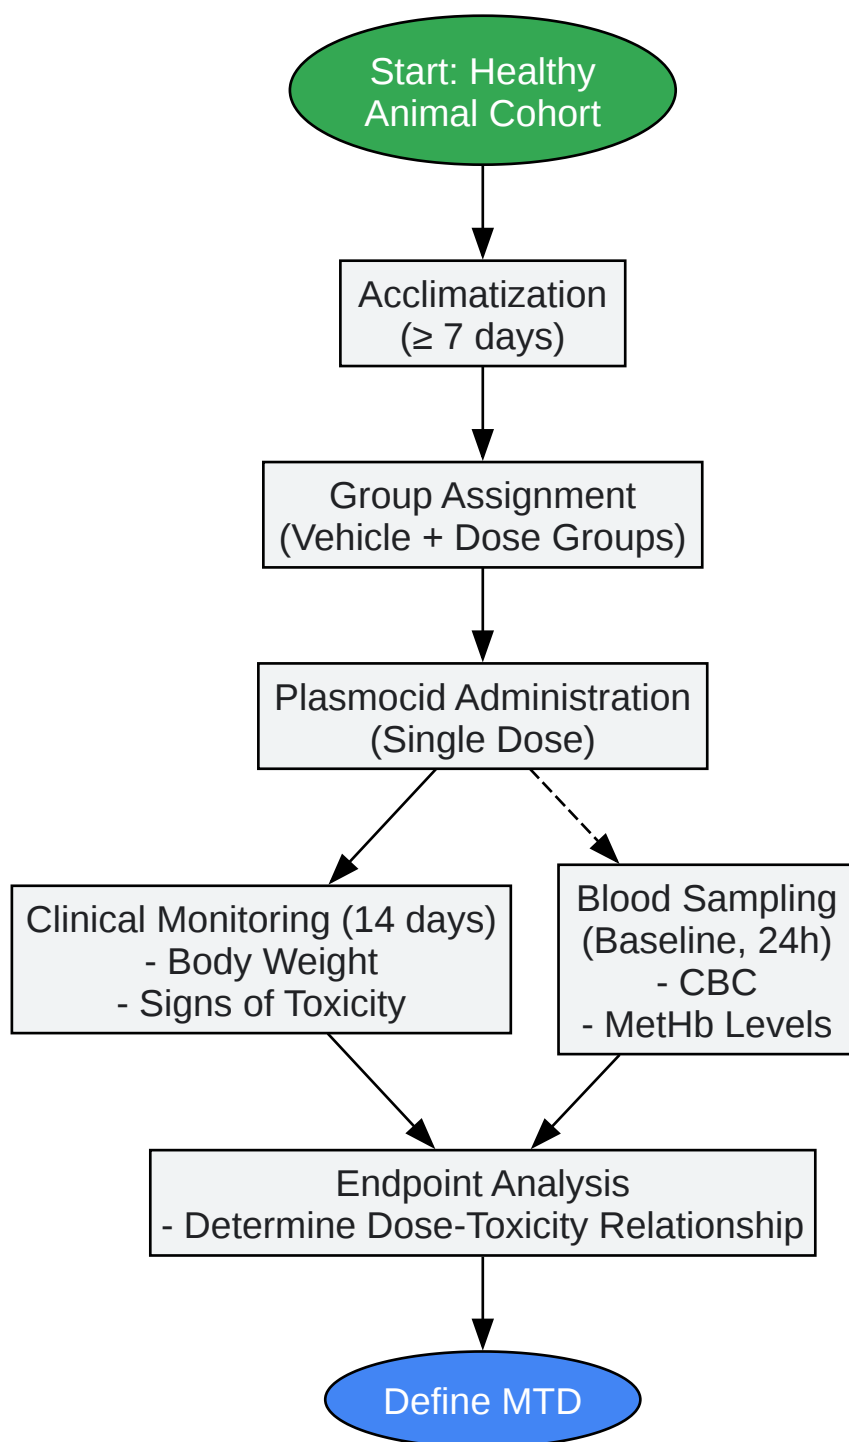 Start: Healthy
Animal Cohort
Acclimatization
(≥ 7 days)
Group Assignment
(Vehicle + Dose Groups)
Plasmocid Administration
(Single Dose)
Clinical Monitoring (14 days)
- Body Weight
- Signs of Toxicity
Blood Sampling
(Baseline, 24h)
- CBC
- MetHb Levels
Endpoint Analysis
- Determine Dose-Toxicity Relationship
Define MTD